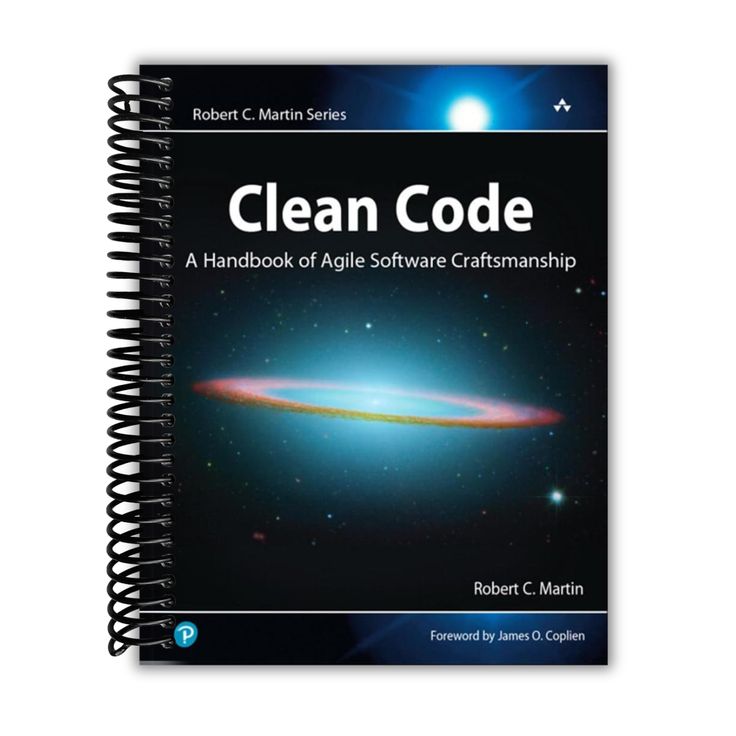 Robert C. Martin Series
Clean Code
A Handbook of Agile Software Craftsmanship
Robert C. Martin
P
Foreword by James O. Coplien